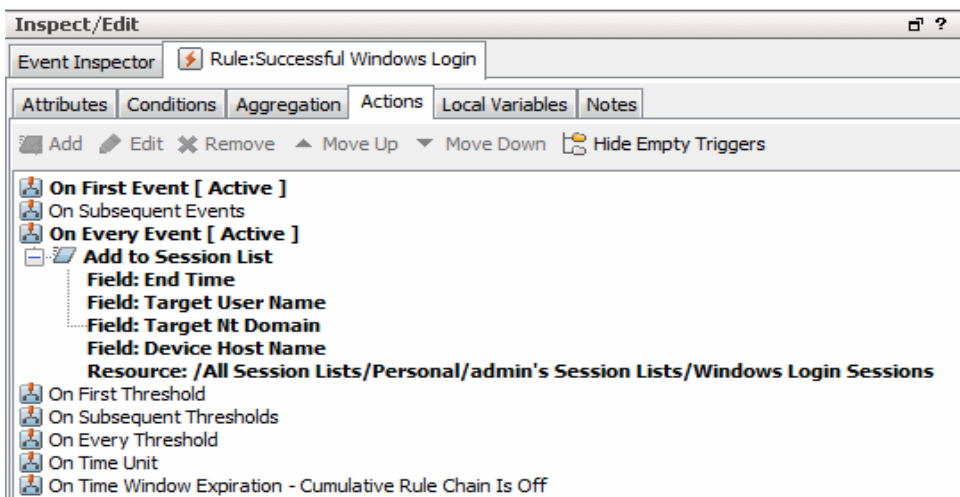 Inspect/Edit ?
Event Inspector Rule:Successful Windows Login
Attributes Conditions Aggregation Actions Local Variables Notes
Add Edit Remove Move Up Move Down Hide Empty Triggers
On First Event [ Active ]
On Subsequent Events
On Every Event [ Active ]
Add to Session List
Field: End Time
Field: Target User Name
Field: Target Nt Domain
Field: Device Host Name
Resource: /All Session Lists/Personal/admin's Session Lists/Windows Login Sessions
On First Threshold
On Subsequent Thresholds
On Every Threshold
On Time Unit
On Time Window Expiration - Cumulative Rule Chain Is Off